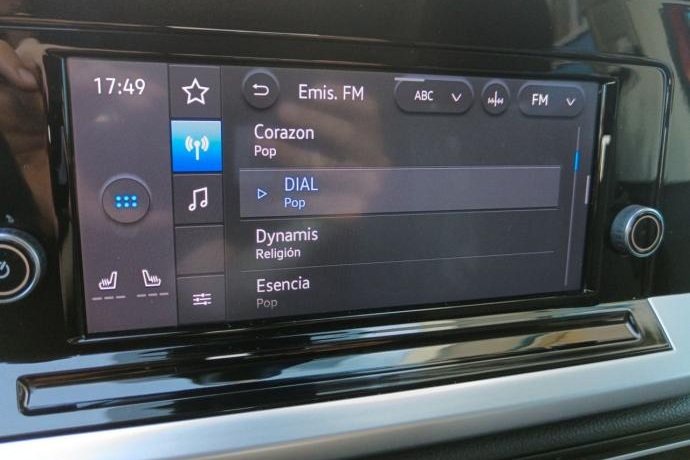 17:49
Emis. FM
ABC
FM
Corazon
Pop
DIAL
Pop
Dynamis
Religión
Esencia
Pop